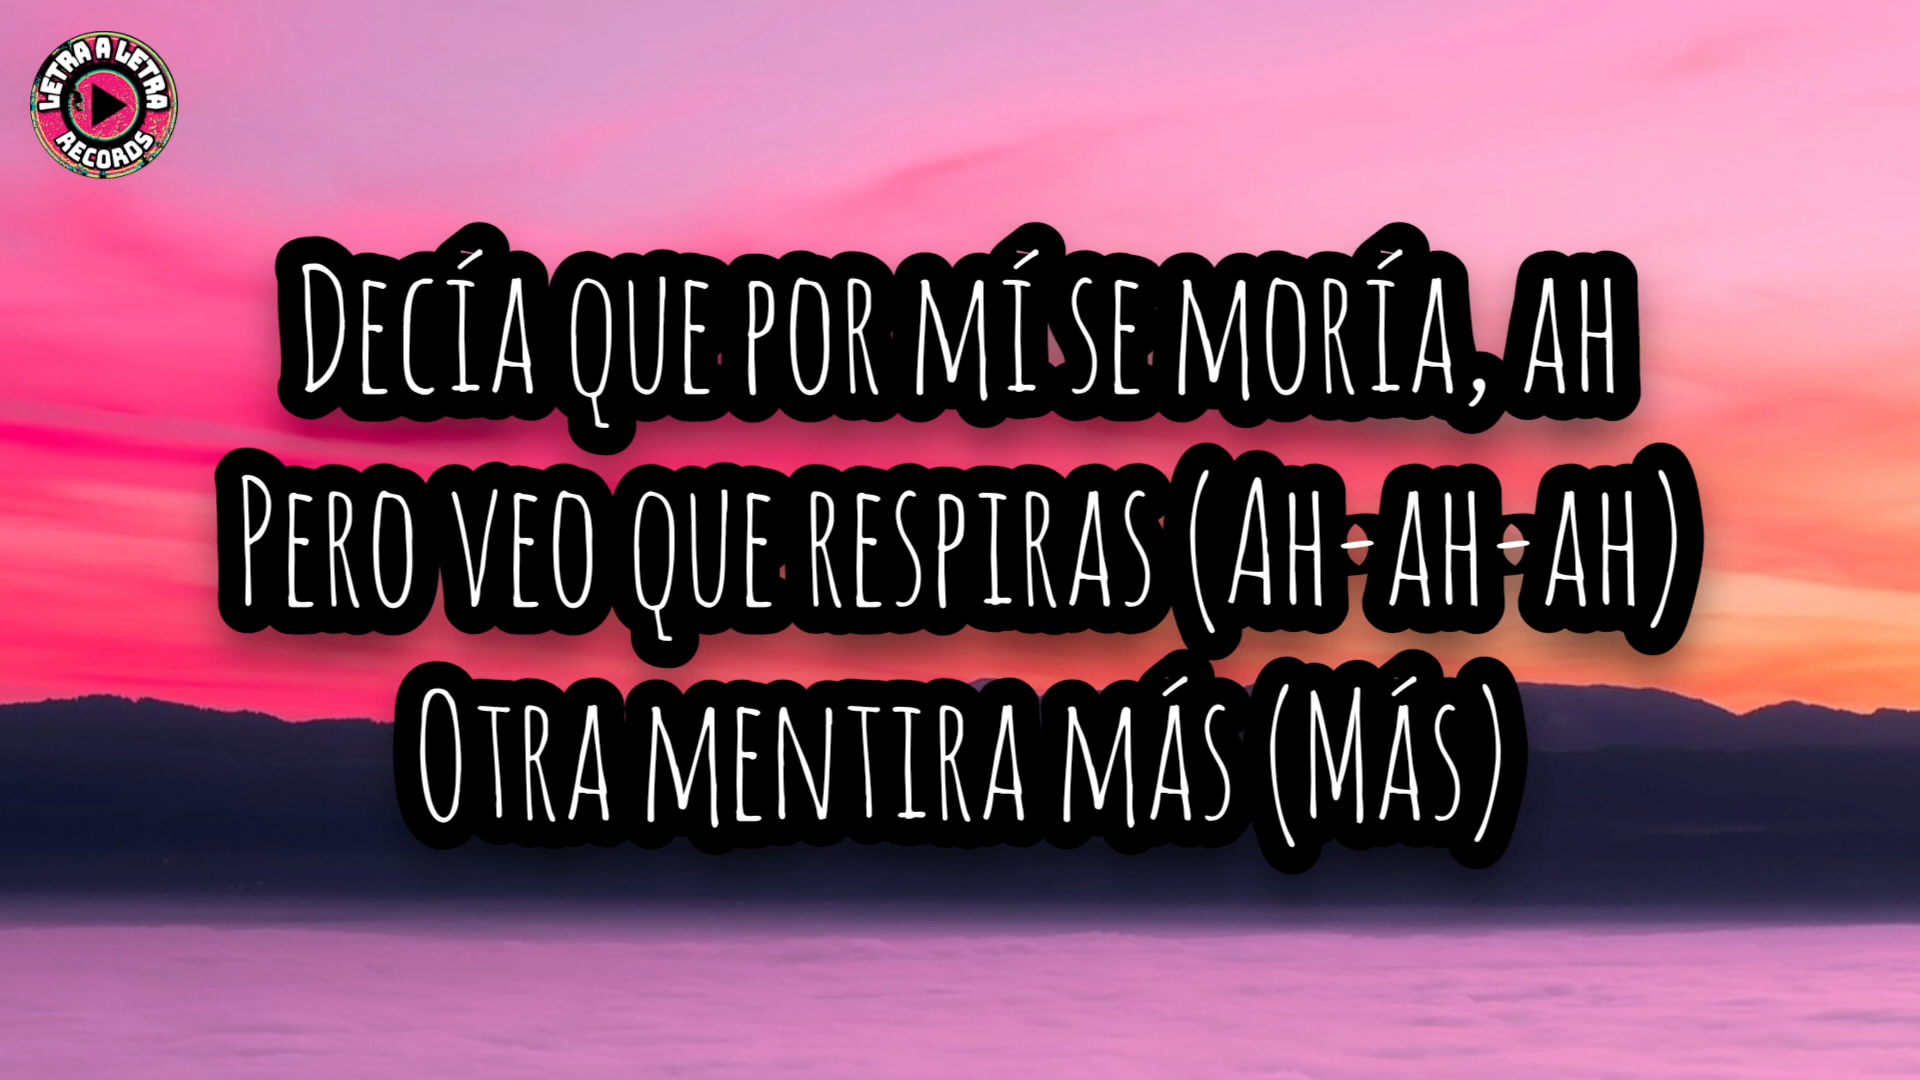 LETRA A LETRA
RECORDS
DECÍA QUE POR MÍ SE MORÍA, AH
PERO VEO QUE RESPIRAS (AH-AH-AH)
OTRA MENTIRA MÁS (MÁS)